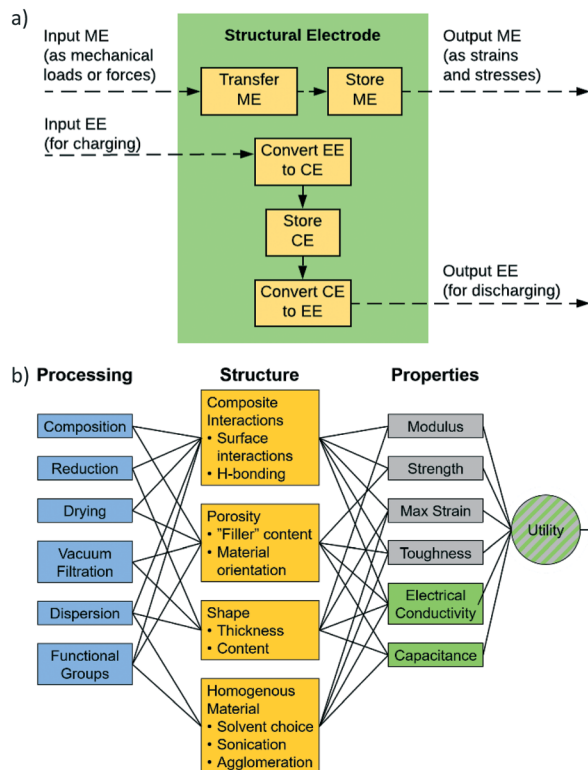 a)
Input ME
(as mechanical
loads or forces)
Structural Electrode
Output ME
(as strains
and stresses)
Transfer
ME
Store
ME
Input EE
(for charging)
Convert EE
to CE
Store
CE
Convert CE
to EE
Output EE
(for discharging)
b)
Processing
Structure
Properties
Composition
Reduction
Drying
Vacuum
Filtration
Dispersion
Functional
Groups
Composite
Interactions
• Surface
interactions
• H-bonding
Porosity
• "Filler" content
• Material
orientation
Shape
• Thickness
• Content
Homogenous
Material
• Solvent choice
• Sonication
• Agglomeration
Modulus
Strength
Max Strain
Toughness
Electrical
Conductivity
Capacitance
Utility